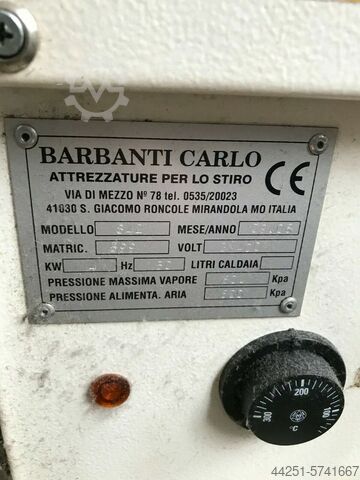 BARBANTI CARLO
ATTREZZATURE PER LO STIRO
CE
VIA DI MEZZO Nº 78 tel. 0535/20023
41030 S. GIACOMO RONCOLE MIRANDOLA MO ITALIA
MODELLO MESE/ANNO
MATRIC. VOLT
KW Hz LITRI CALDAIA
PRESSIONE MASSIMA VAPORE Kpa
PRESSIONE ALIMENTA. ARIA Kpa
300 200 100
°C
44251-5741667